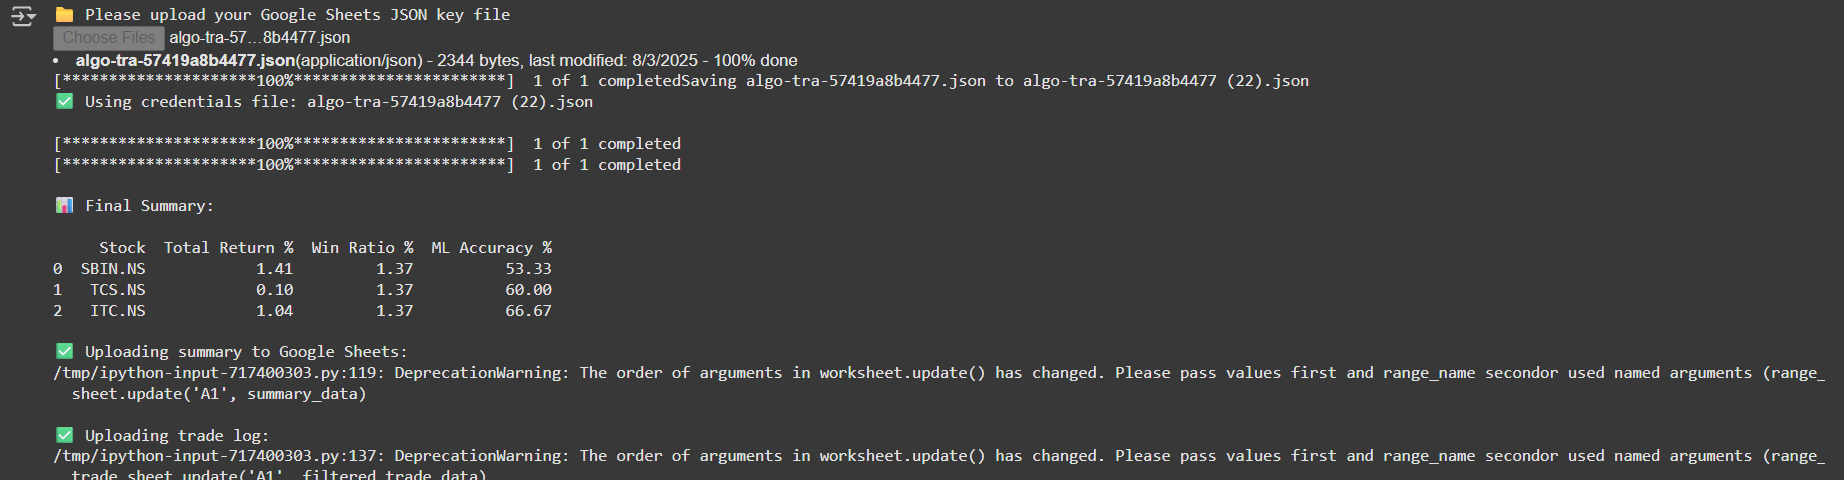 📁 Please upload your Google Sheets JSON key file
Choose Files algo-tra-57...8b4477.json
• algo-tra-57419a8b4477.json(application/json) - 2344 bytes, last modified: 8/3/2025 - 100% done
[*********************100%***********************]  1 of 1 completedSaving algo-tra-57419a8b4477.json to algo-tra-57419a8b4477 (22).json
✅ Using credentials file: algo-tra-57419a8b4477 (22).json
[*********************100%***********************]  1 of 1 completed
[*********************100%***********************]  1 of 1 completed
📊 Final Summary:
Stock  Total Return %  Win Ratio %  ML Accuracy %
0  SBIN.NS  1.41  1.37  53.33
1  TCS.NS  0.10  1.37  60.00
2  ITC.NS  1.04  1.37  66.67
✅ Uploading summary to Google Sheets:
/tmp/ipython-input-717400303.py:119: DeprecationWarning: The order of arguments in worksheet.update() has changed. Please pass values first and range_name secondor used named arguments (range_
sheet.update('A1', summary_data)
✅ Uploading trade log:
/tmp/ipython-input-717400303.py:137: DeprecationWarning: The order of arguments in worksheet.update() has changed. Please pass values first and range_name secondor used named arguments (range_
trade_sheet.update('A1', filtered_trade_data)